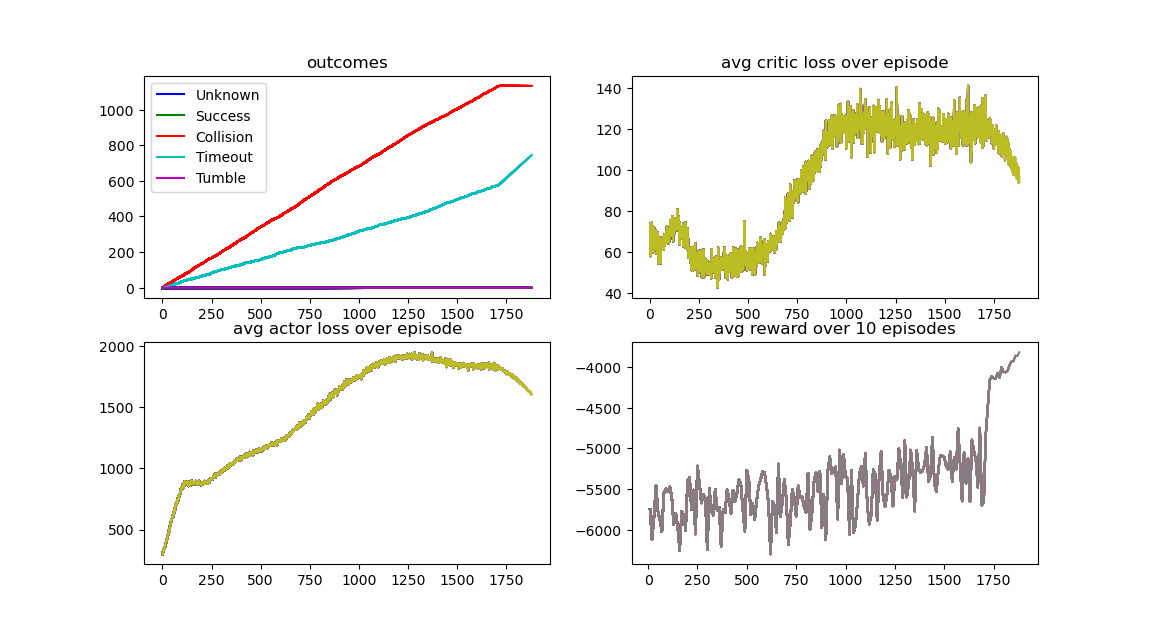 outcomes
Unknown
Success
Collision
Timeout
Tumble
1000
800
600
400
200
0
0 250 500 750 1000 1250 1500 1750
avg critic loss over episode
140
120
100
80
60
40
0 250 500 750 1000 1250 1500 1750
avg actor loss over episode
2000
1500
1000
500
0 250 500 750 1000 1250 1500 1750
avg reward over 10 episodes
−4000
−4500
−5000
−5500
−6000
0 250 500 750 1000 1250 1500 1750